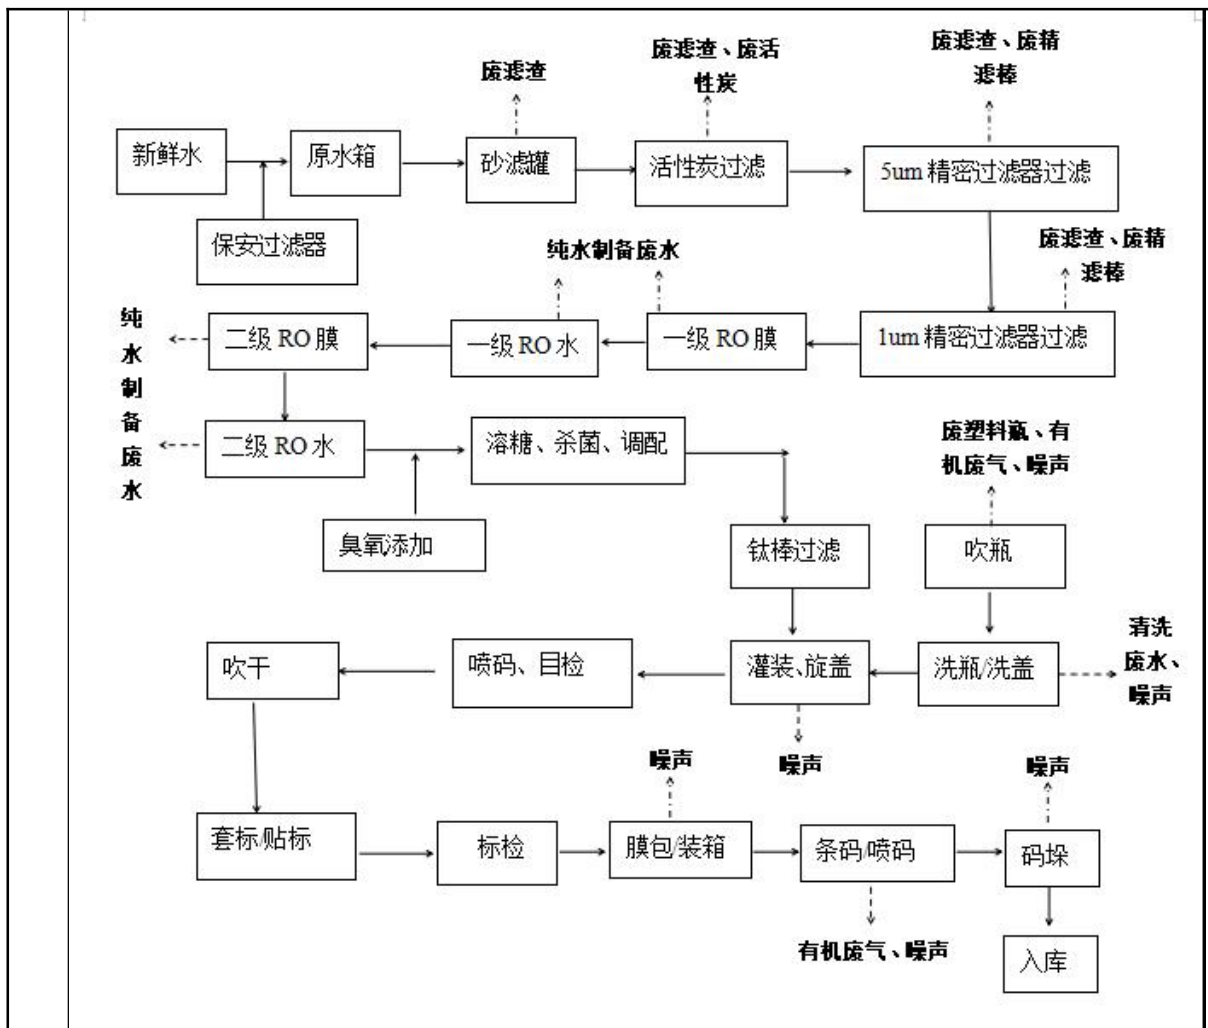 废滤渣
废滤渣、废活
性炭
废滤渣、废精
滤棒
新鲜水
原水箱
砂滤罐
活性炭过滤
5um 精密过滤器过滤
保安过滤器
纯水制备废水
废滤渣、废精
滤棒
纯水制备废水
二级 RO 膜
一级 RO 水
一级 RO 膜
1um 精密过滤器过滤
二级 RO 水
溶糖、杀菌、调配
废塑料瓶、有
机废气、噪声
臭氧添加
钛棒过滤
吹瓶
吹干
喷码、目检
灌装、旋盖
洗瓶/洗盖
清洗
废水、
噪声
噪声
噪声
噪声
套标/贴标
标检
膜包/装箱
条码/喷码
码垛
有机废气、噪声
入库